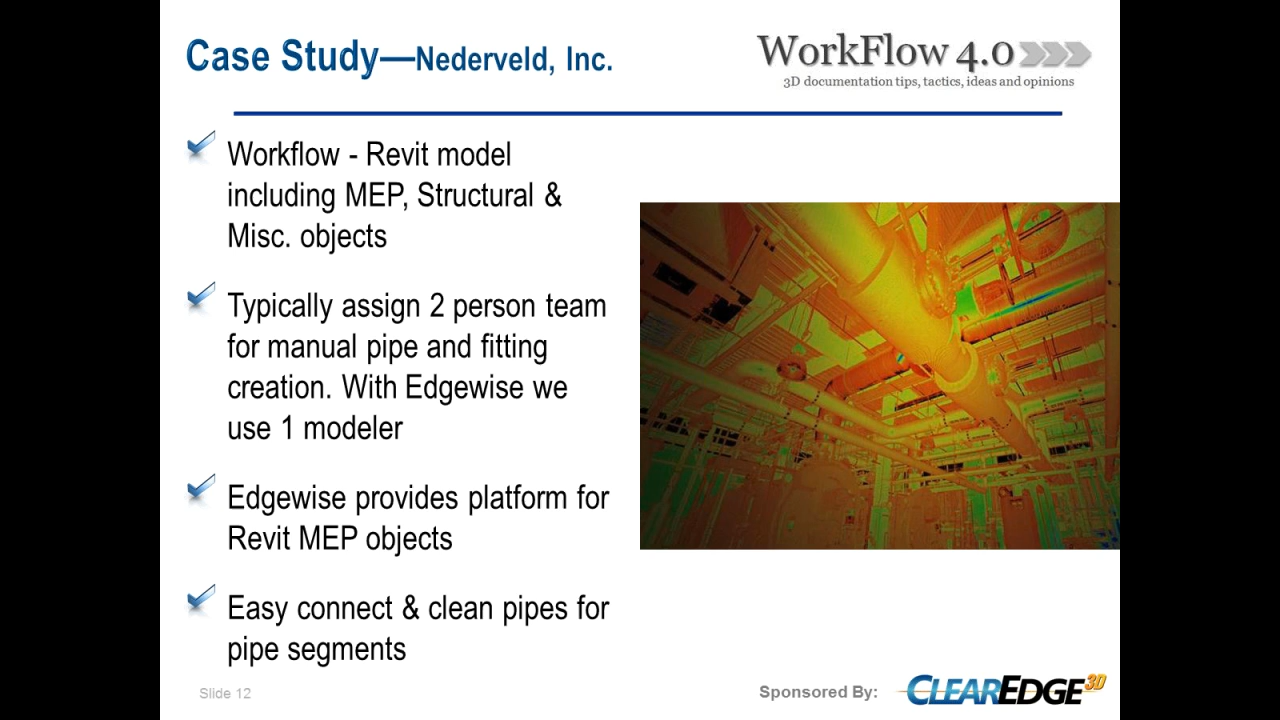 Case Study—Nederveld, Inc.
WorkFlow 4.0
3D documentation tips, tactics, ideas and opinions
Workflow - Revit model
including MEP, Structural &
Misc. objects
Typically assign 2 person team
for manual pipe and fitting
creation. With Edgewise we
use 1 modeler
Edgewise provides platform for
Revit MEP objects
Easy connect & clean pipes for
pipe segments
Slide 12
Sponsored By:
CLEAREDGE 3D